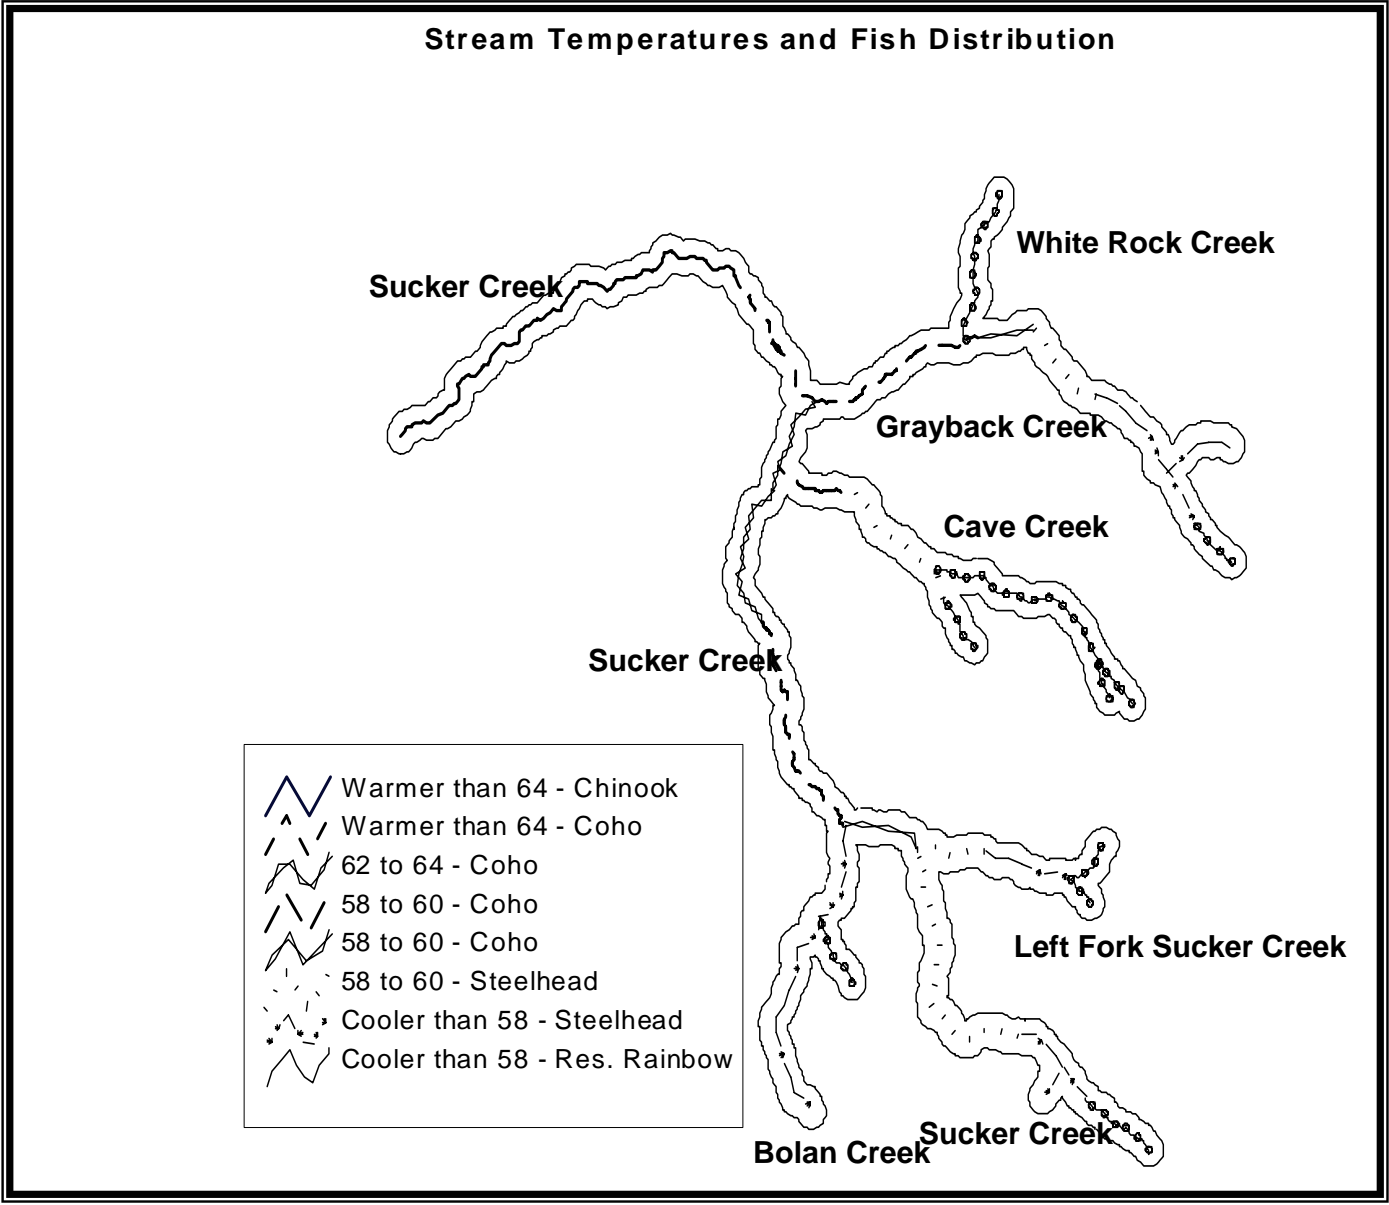 Stream Temperatures and Fish Distribution
White Rock Creek
Sucker Creek
Grayback Creek
Cave Creek
Sucker Creek
Warmer than 64 - Chinook
Warmer than 64 - Coho
62 to 64 - Coho
58 to 60 - Coho
58 to 60 - Coho
58 to 60 - Steelhead
Cooler than 58 - Steelhead
Cooler than 58 - Res. Rainbow
Left Fork Sucker Creek
Sucker Creek
Bolan Creek